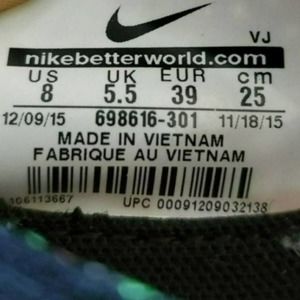 VJ
nikebetterworld.com
US UK EUR cm
8 5.5 39 25
12/09/15 698616-301 11/18/15
MADE IN VIETNAM
FABRIQUE AU VIETNAM
106113667 UPC 00091209032138